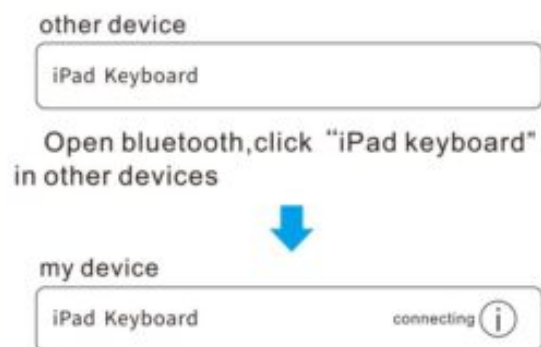 other device
iPad Keyboard
Open bluetooth,click “iPad keyboard”
in other devices
my device
iPad Keyboard connecting i